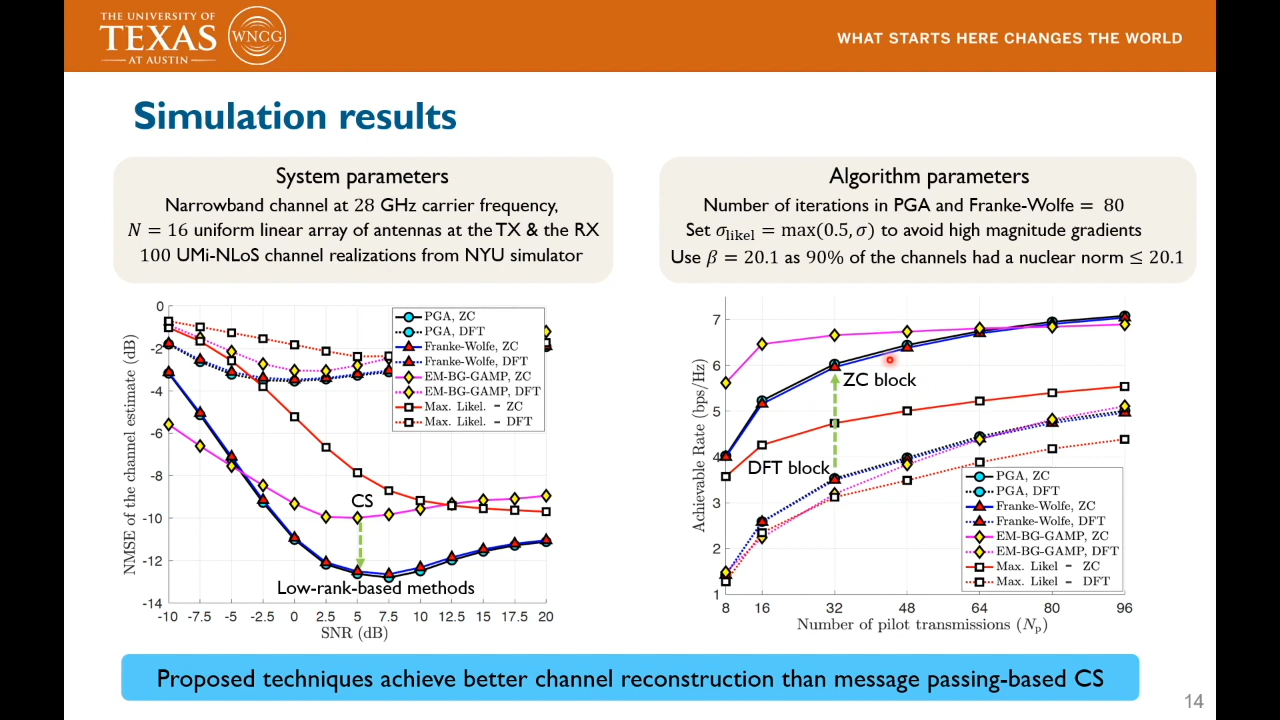 THE UNIVERSITY OF
TEXAS
AT AUSTIN
WNCG
WHAT STARTS HERE CHANGES THE WORLD
Simulation results
System parameters
Narrowband channel at 28 GHz carrier frequency,
N = 16 uniform linear array of antennas at the TX & the RX
100 UMi-NLoS channel realizations from NYU simulator
Algorithm parameters
Number of iterations in PGA and Franke-Wolfe = 80
Set σlikel = max(0.5, σ) to avoid high magnitude gradients
Use β = 20.1 as 90% of the channels had a nuclear norm ≤ 20.1
NMSE of the channel estimate (dB)
0
-2
-4
-6
-8
-10
-12
-14
PGA, ZC
PGA, DFT
Franke-Wolfe, ZC
Franke-Wolfe, DFT
EM-BG-GAMP, ZC
EM-BG-GAMP, DFT
Max. Likel. - ZC
Max. Likel. - DFT
CS
Low-rank-based methods
-10 -7.5 -5 -2.5 0 2.5 5 7.5 10 12.5 15 17.5 20
SNR (dB)
Achievable Rate (bps/Hz)
7
6
5
4
3
2
1
ZC block
DFT block
PGA, ZC
PGA, DFT
Franke-Wolfe, ZC
Franke-Wolfe, DFT
EM-BG-GAMP, ZC
EM-BG-GAMP, DFT
Max. Likel - ZC
Max. Likel - DFT
8 16 32 48 64 80 96
Number of pilot transmissions (Np)
Proposed techniques achieve better channel reconstruction than message passing-based CS
14